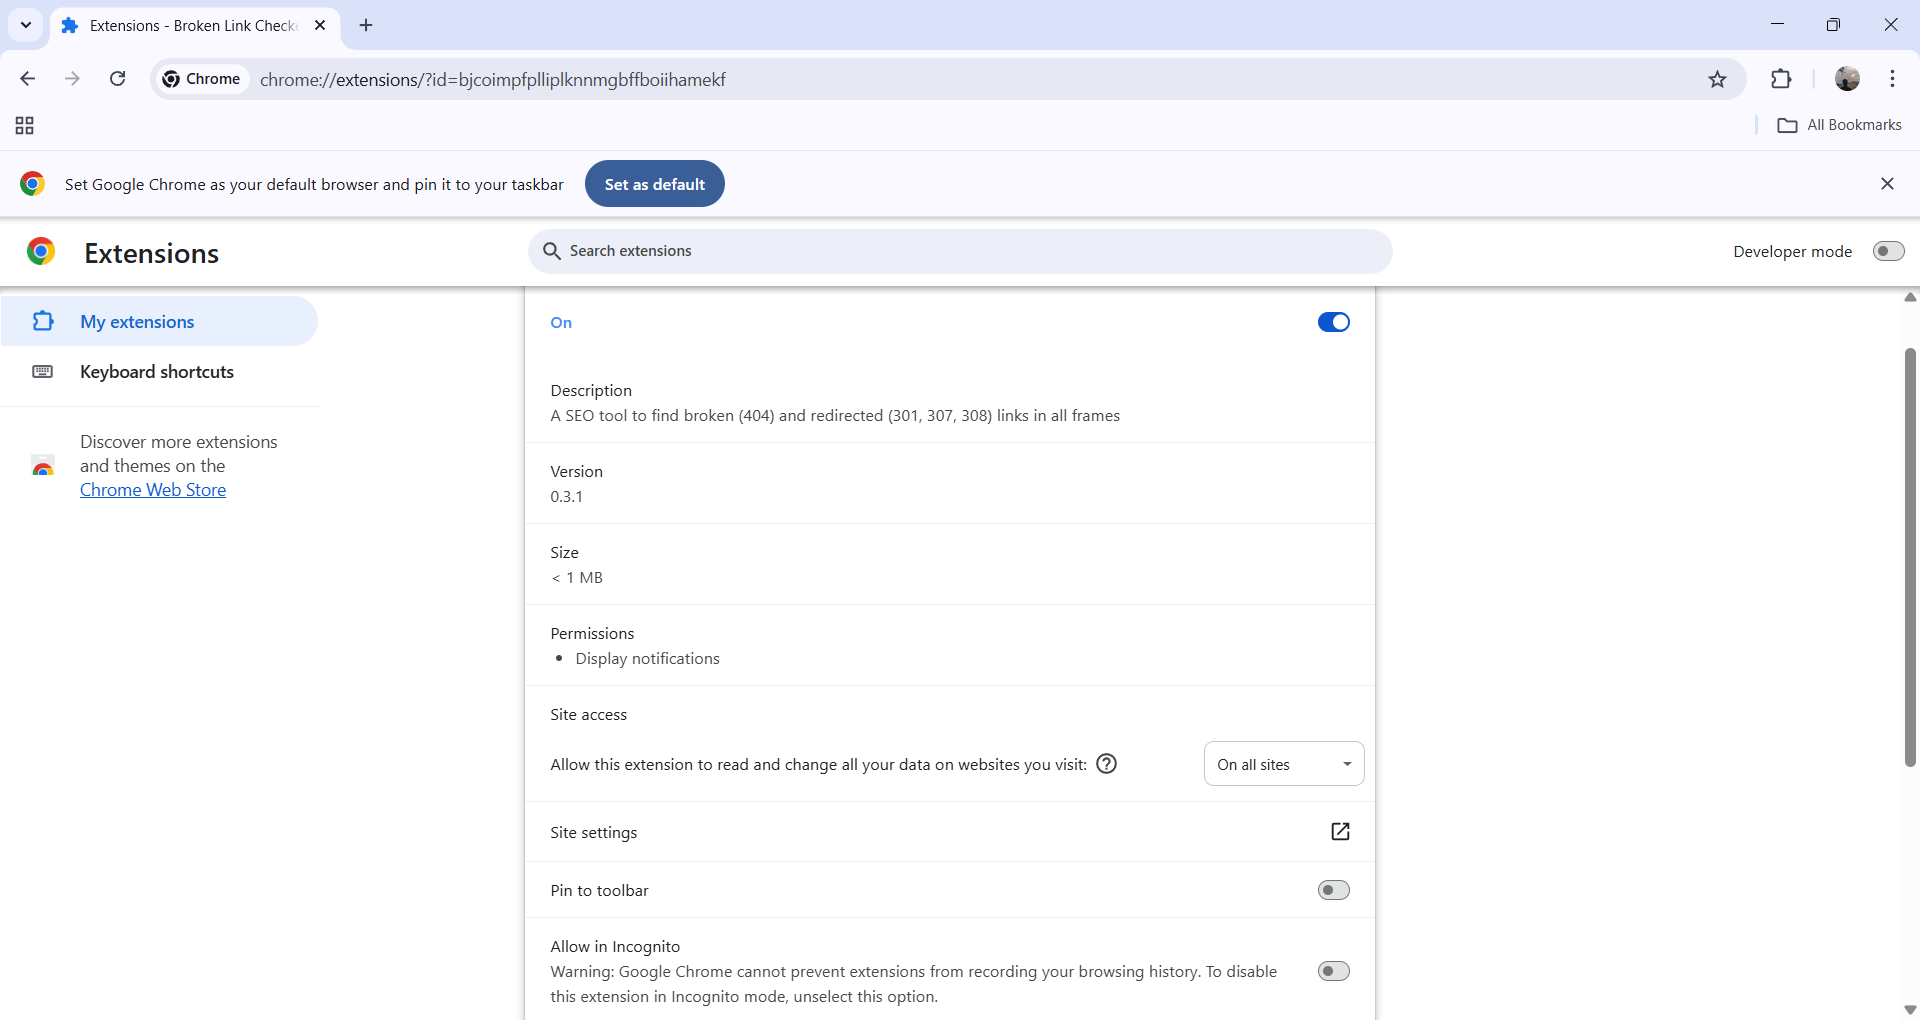 Extensions - Broken Link Checke
Chrome
chrome://extensions/?id=bjcoimpfplliplknnmgbffboiihamekf
All Bookmarks
Set Google Chrome as your default browser and pin it to your taskbar
Set as default
Extensions
Search extensions
Developer mode
My extensions
Keyboard shortcuts
Discover more extensions
and themes on the
Chrome Web Store
On
Description
A SEO tool to find broken (404) and redirected (301, 307, 308) links in all frames
Version
0.3.1
Size
< 1 MB
Permissions
• Display notifications
Site access
Allow this extension to read and change all your data on websites you visit:
On all sites
Site settings
Pin to toolbar
Allow in Incognito
Warning: Google Chrome cannot prevent extensions from recording your browsing history. To disable
this extension in Incognito mode, unselect this option.